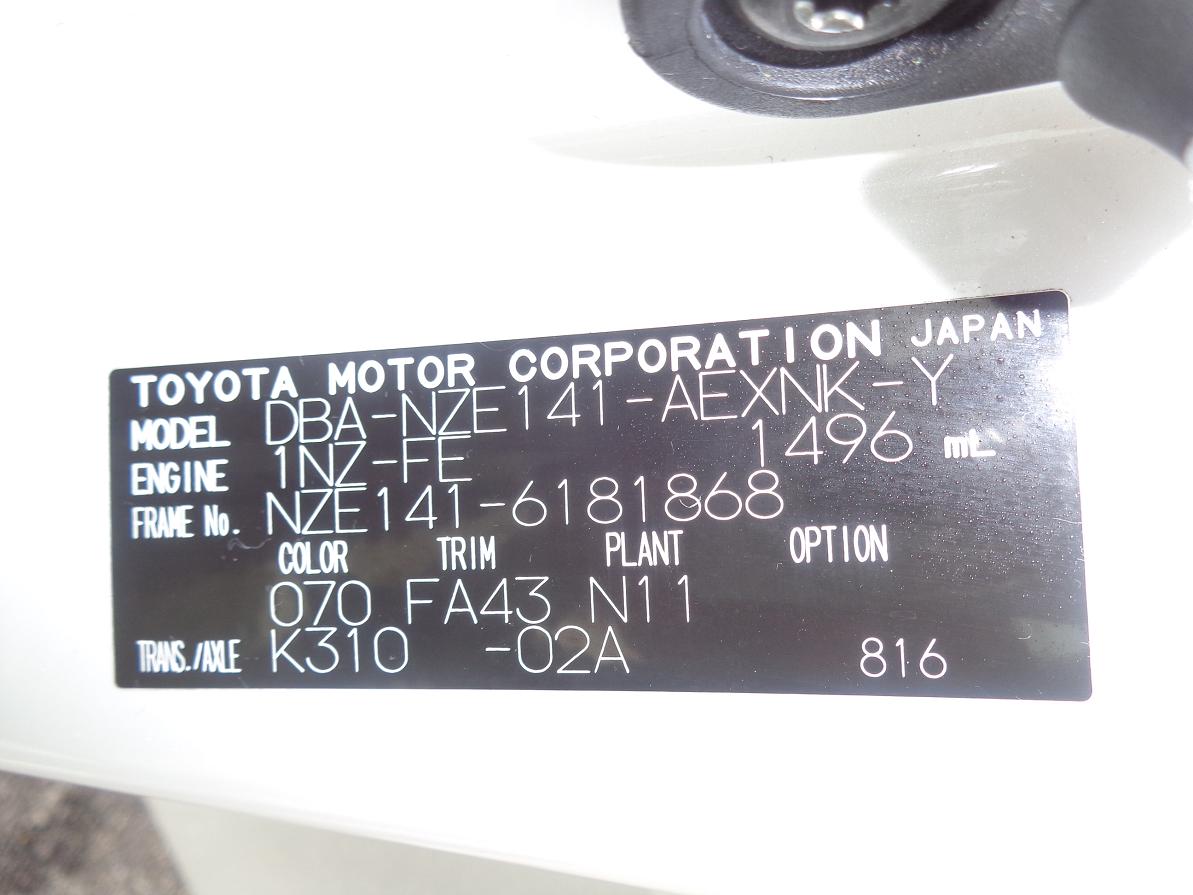 TOYOTA MOTOR CORPORATION JAPAN
MODEL DBA-NZE141-AEXNK-Y
ENGINE 1NZ-FE 1496 mL
FRAME No. NZE141-6181868
COLOR TRIM PLANT OPTION
070 FA43 N11
TRANS./AXLE K310 -02A 816